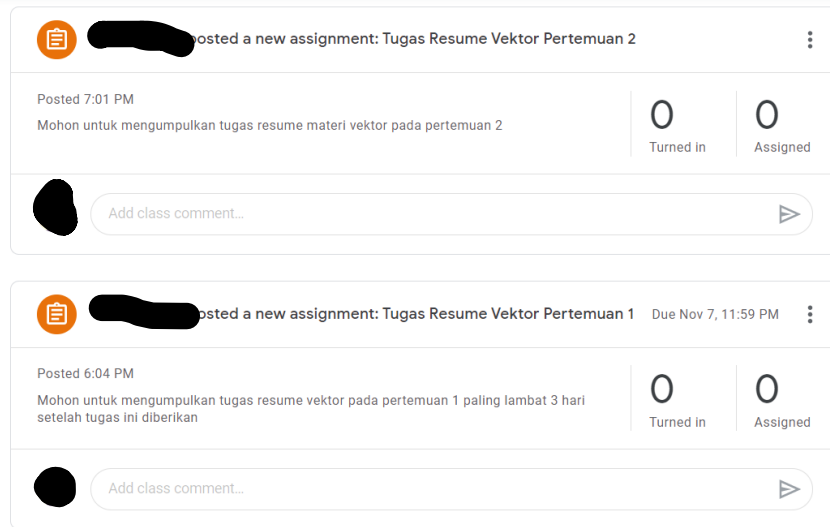 posted a new assignment: Tugas Resume Vektor Pertemuan 2
Posted 7:01 PM
Mohon untuk mengumpulkan tugas resume materi vektor pada pertemuan 2
0
Turned in
0
Assigned
Add class comment...
posted a new assignment: Tugas Resume Vektor Pertemuan 1 Due Nov 7, 11:59 PM
Posted 6:04 PM
Mohon untuk mengumpulkan tugas resume vektor pada pertemuan 1 paling lambat 3 hari
setelah tugas ini diberikan
0
Turned in
0
Assigned
Add class comment...